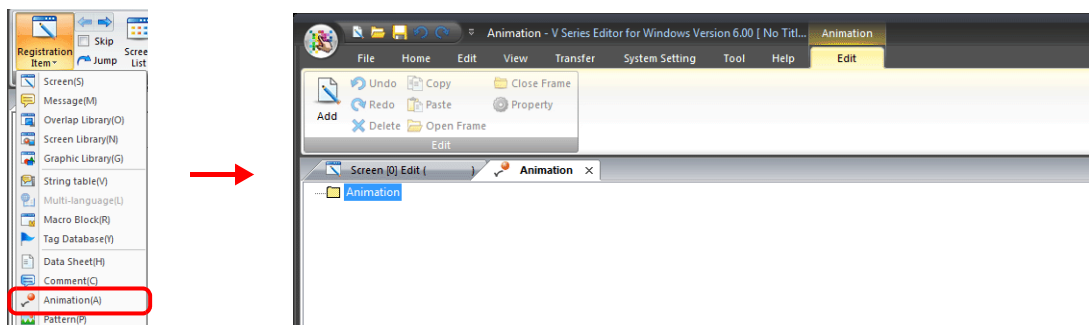 Skip
Registration
Item
Jump
Scree
List
Screen(S)
Message(M)
Overlap Library(O)
Screen Library(N)
Graphic Library(G)
String table(V)
Multi-language(L)
Macro Block(R)
Tag Database(Y)
Data Sheet(H)
Comment(C)
Animation(A)
Pattern(P)
Animation - V Series Editor for Windows Version 6.00 [ No Titl... Animation
File Home Edit View Transfer System Setting Tool Help Edit
Add
Undo Copy Close Frame
Redo Paste Property
Delete Open Frame
Edit
Screen [0] Edit ( ) Animation ×
Animation